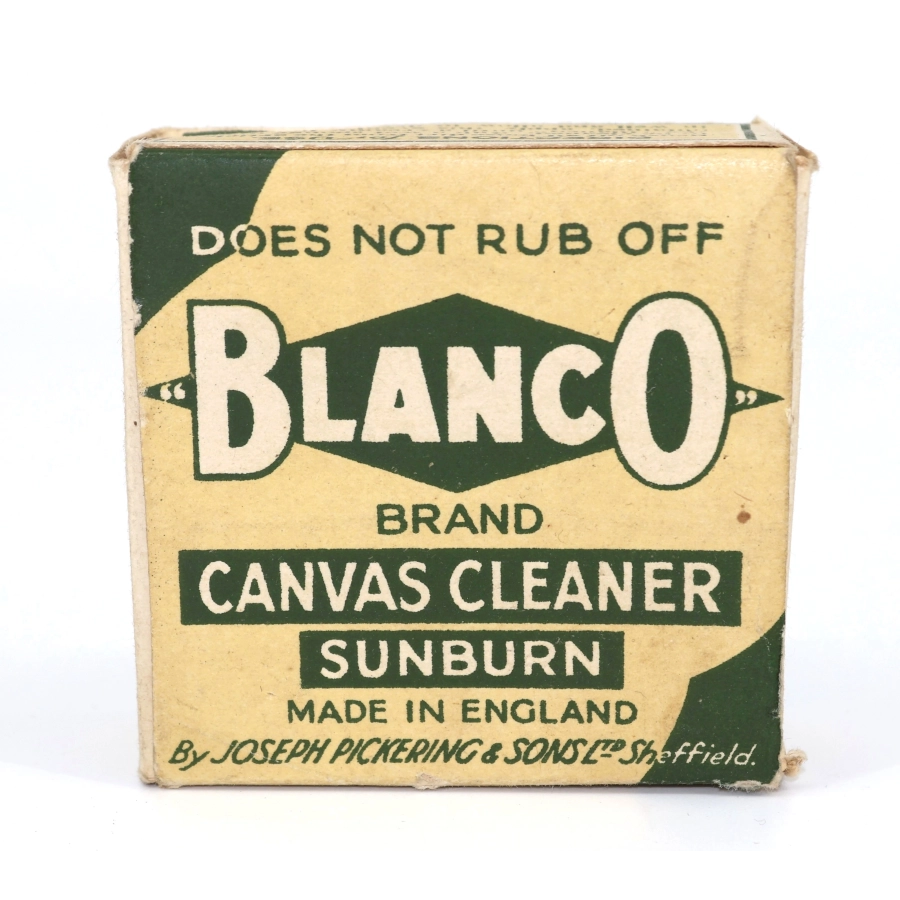 DOES NOT RUB OFF
“BLANCO”
BRAND
CANVAS CLEANER
SUNBURN
MADE IN ENGLAND
By JOSEPH PICKERING & SONS LTD Sheffield.